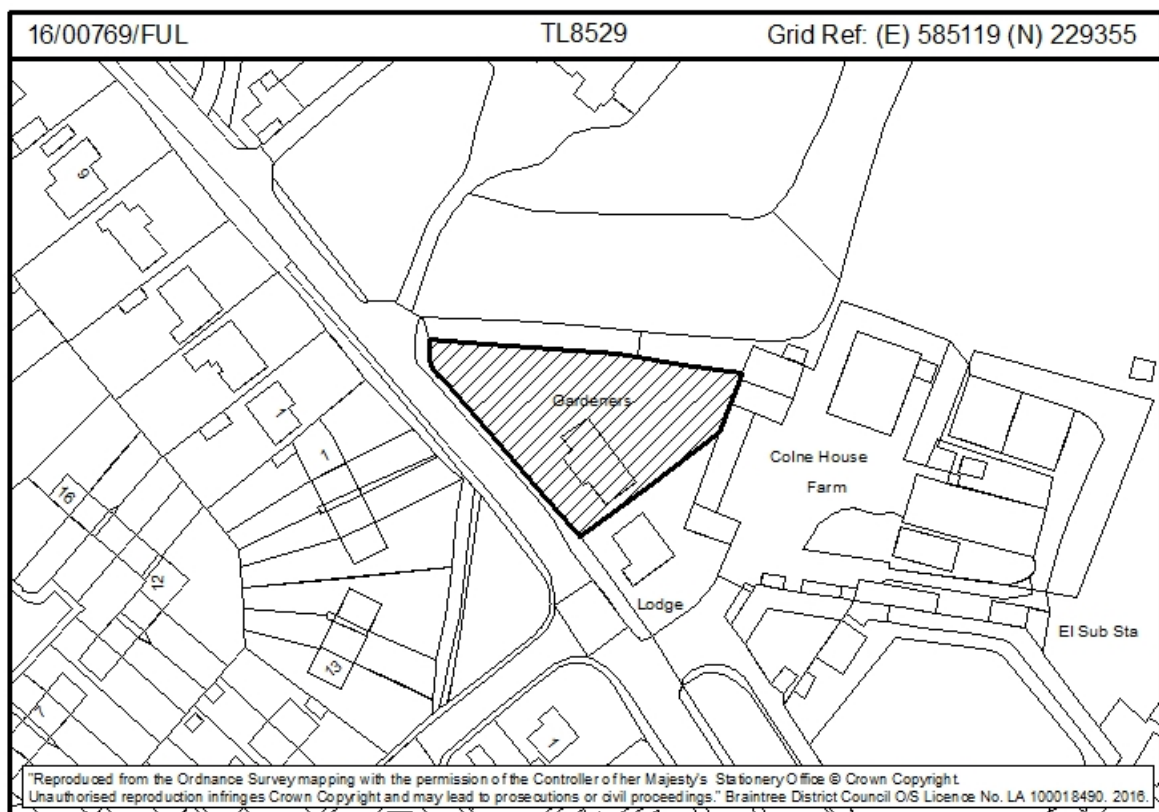 16/00769/FUL TL8529 Grid Ref: (E) 585119 (N) 229355
9
Gardeners
1
1
16
Colne House
Farm
12
Lodge
El Sub Sta
13
7
1
"Reproduced from the Ordnance Survey mapping with the permission of the Controller of her Majesty's Stationery Office © Crown Copyright.
Unauthorised reproduction infringes Crown Copyright and may lead to prosecutions or civil proceedings." Braintree District Council O/S Licence No. LA 100018490, 2016.